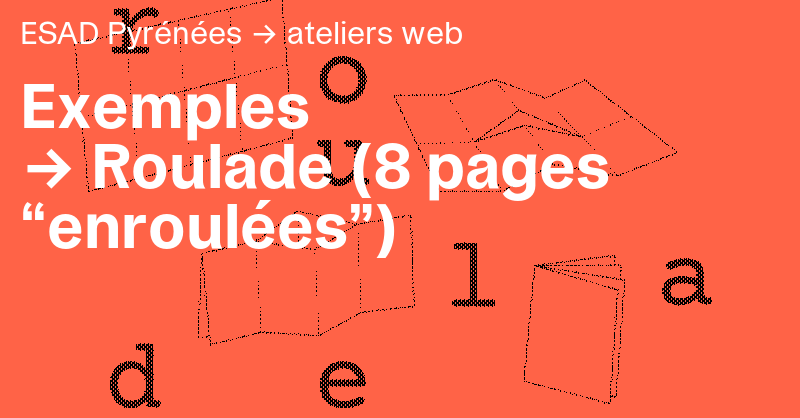 ESAD Pyrénées → ateliers web
Exemples
→ Roulade (8 pages
“enroulées”)
r
o
u
l
a
d
e